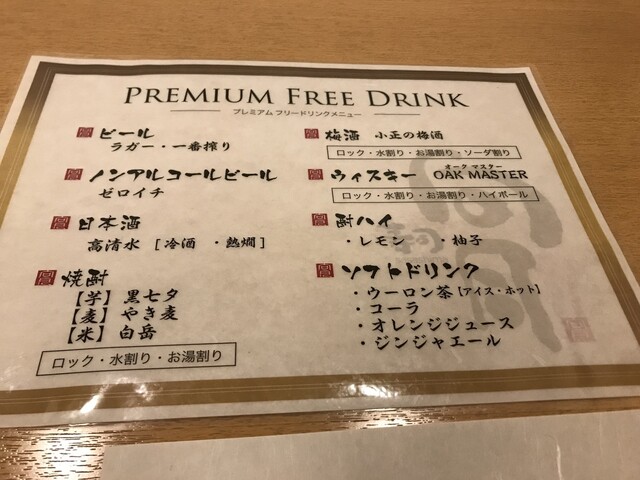 PREMIUM FREE DRINK
プレミアム フリードリンクメニュー
ビール
ラガー・一番搾り
ノンアルコールビール
ゼロイチ
日本酒
高清水 [冷酒 ・熱燗]
焼酎
【芋】 黒七夕
【麦】 やき麦
【米】 白岳
ロック・水割り・お湯割り
梅酒 小正の梅酒
ロック・水割り・お湯割り・ソーダ割り
ウィスキー OAK MASTER
オーク マスター
ロック・水割り・お湯割り・ハイボール
酎ハイ
・レモン ・柚子
ソフトドリンク
・ウーロン茶【アイス・ホット】
・コーラ
・オレンジジュース
・ジンジャエール